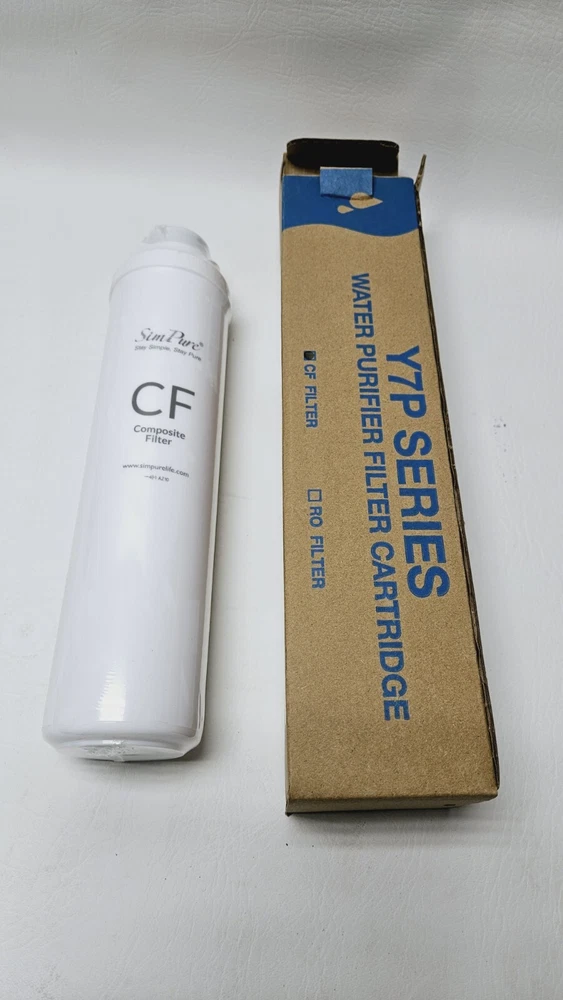 SimPure®
Stay Simple, Stay Pure.
CF
Composite
Filter
www.simpurelife.com
Y7P SERIES
WATER PURIFIER FILTER CARTRIDGE
CF FILTER
RO FILTER